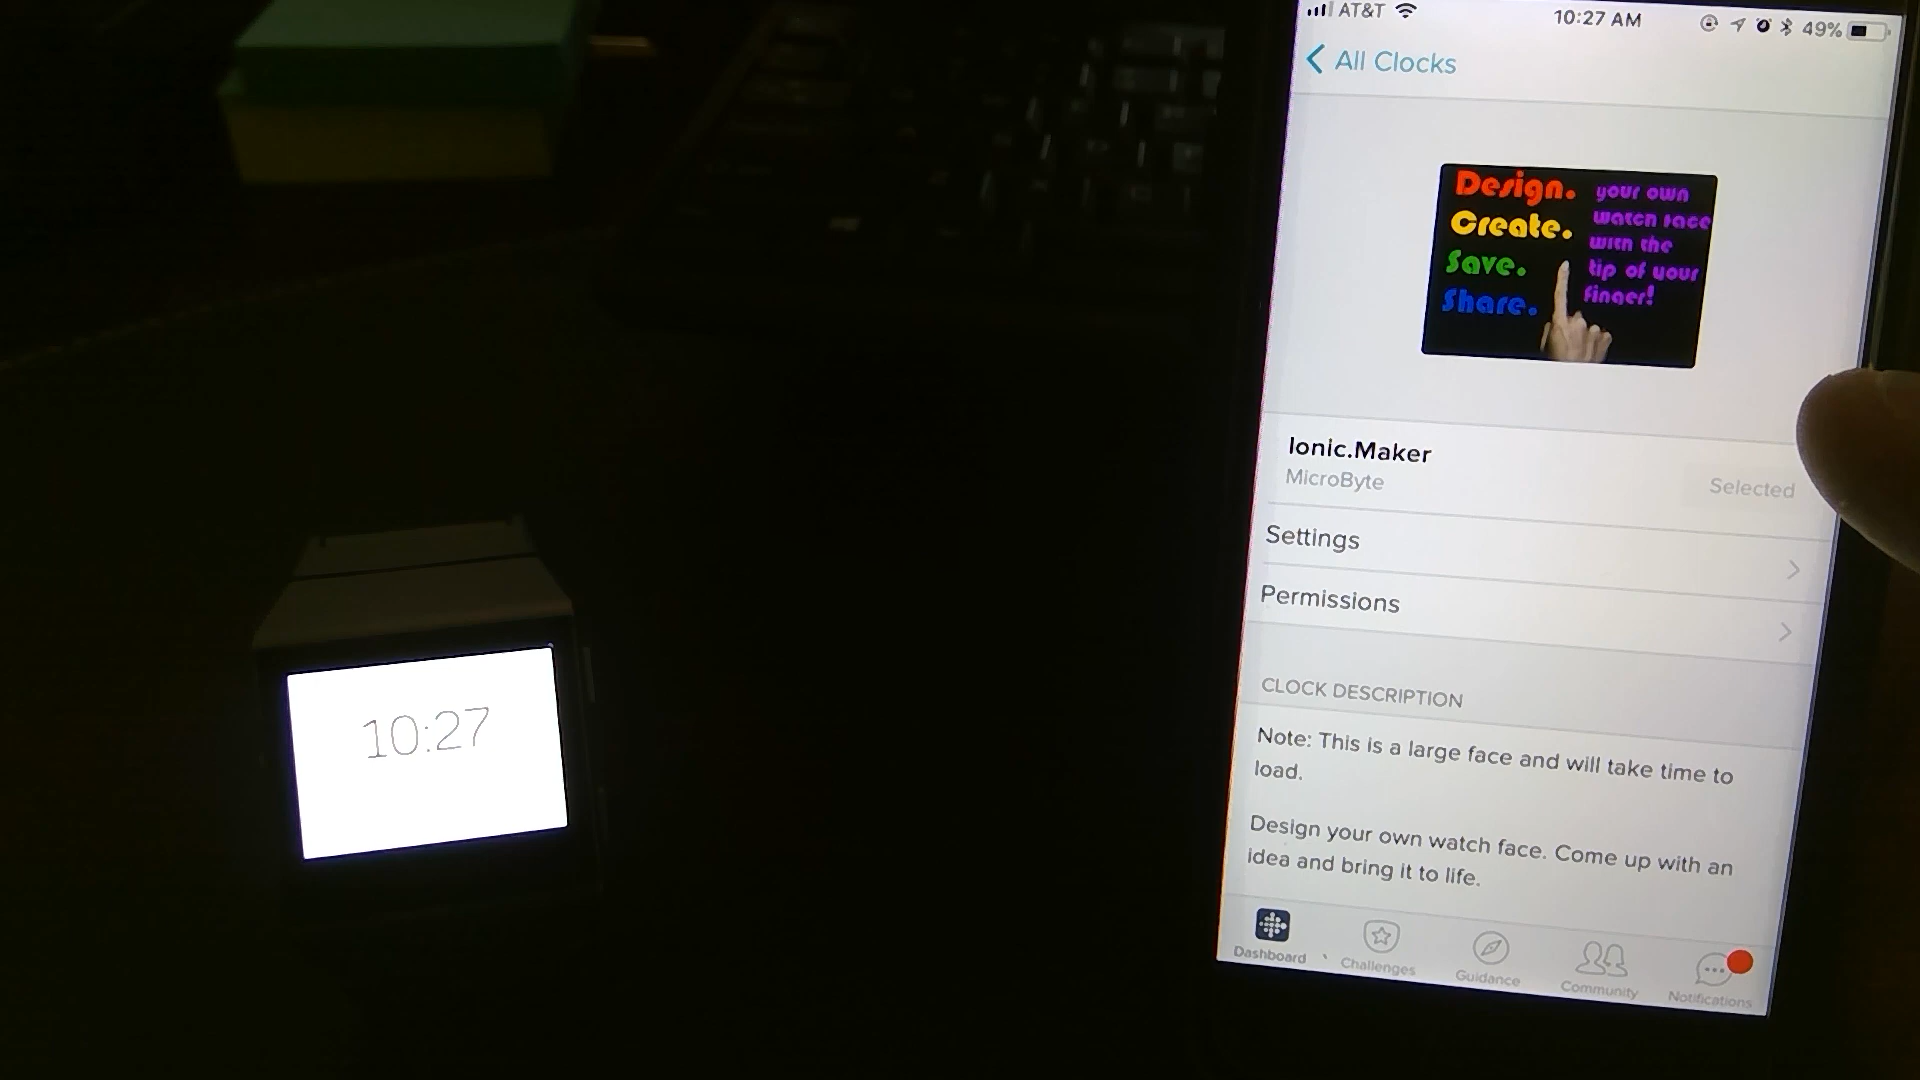 AT&T 10:27 AM 49%
All Clocks
Design. your own
Create. watch face
with the
Save. tip of your
Share. finger!
Ionic.Maker
MicroByte
Selected
Settings
Permissions
CLOCK DESCRIPTION
Note: This is a large face and will take time to
load.
Design your own watch face. Come up with an
idea and bring it to life.
Dashboard Challenges Guidance Community Notifications
10:27